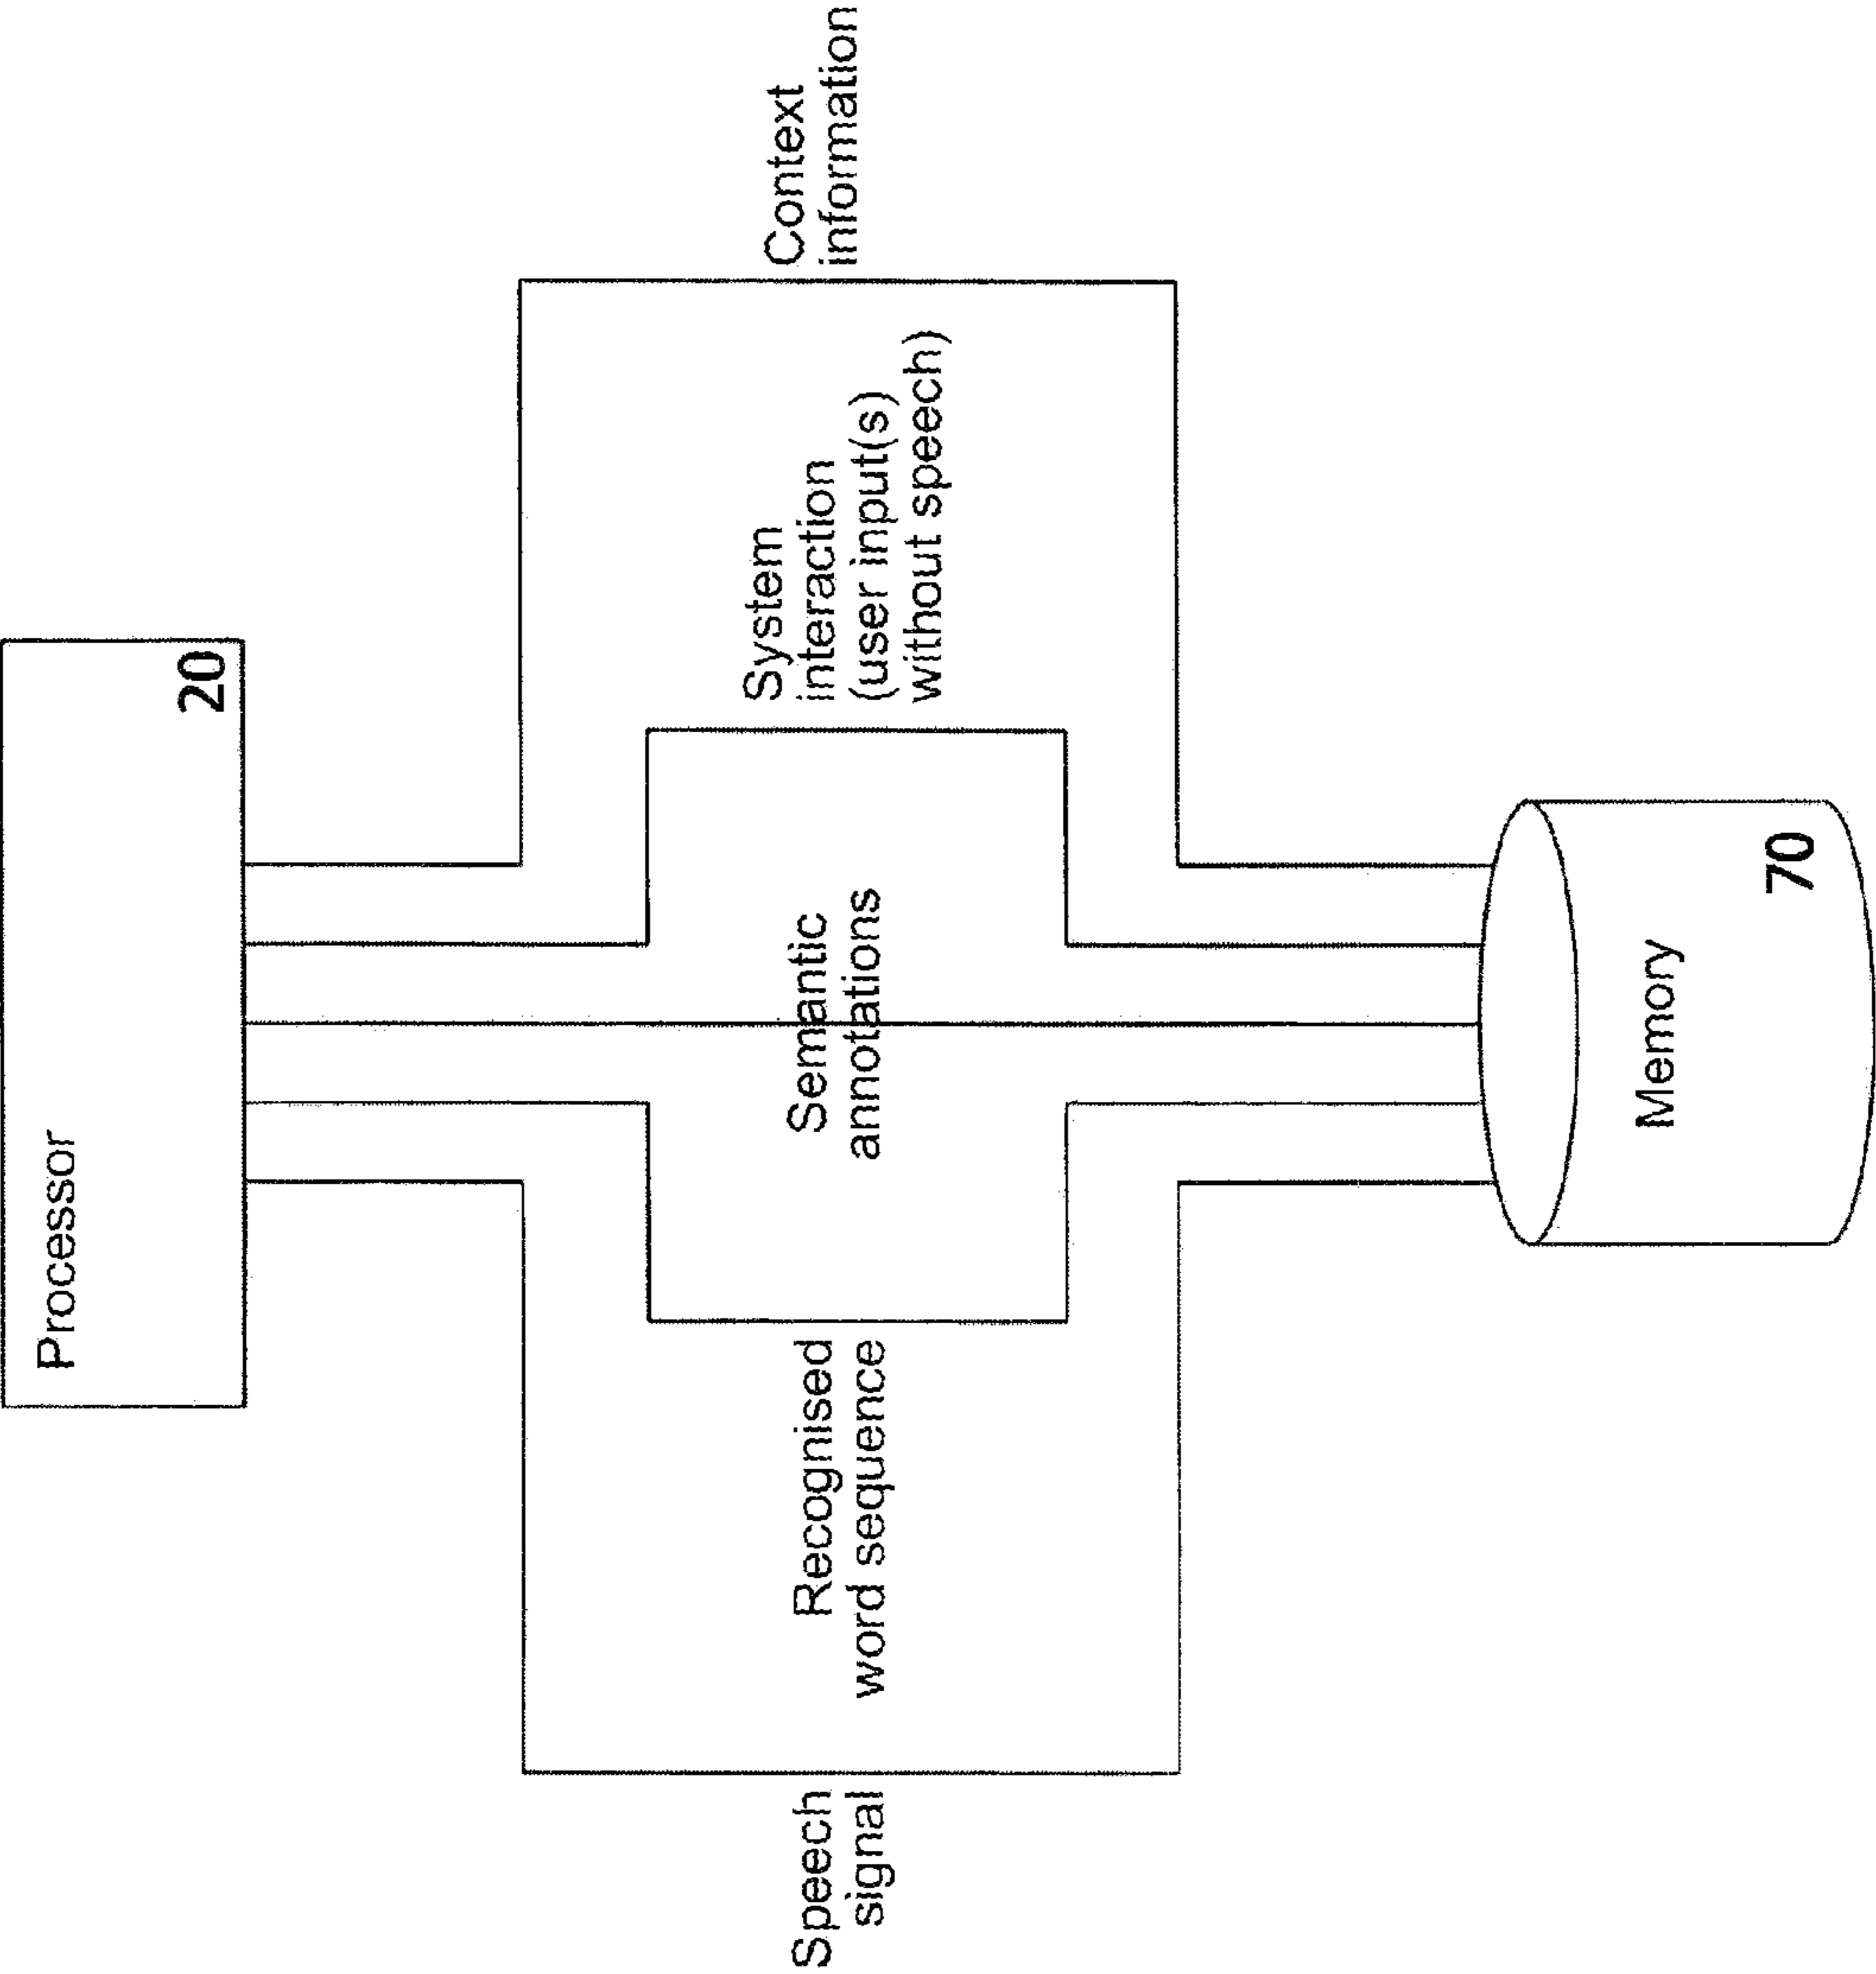 Processor
20
Speech
signal
Recognised
word sequence
Semantic
annotations
System
interaction
(user input(s)
without speech)
Context
information
Memory
70